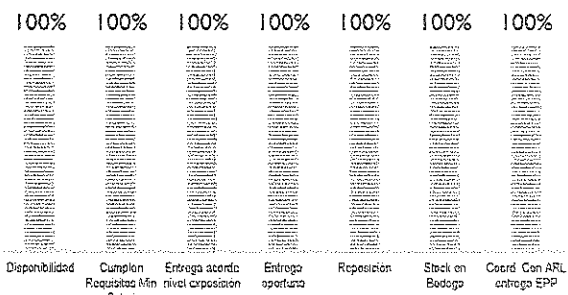 100% 100% 100% 100% 100% 100% 100%
Disponibilidad Cumplen Entrega acorde Entrega Reposición Stock en Coord Con ARL
Requisitos Min nivel exposición oportuna Bodega entrega EPP